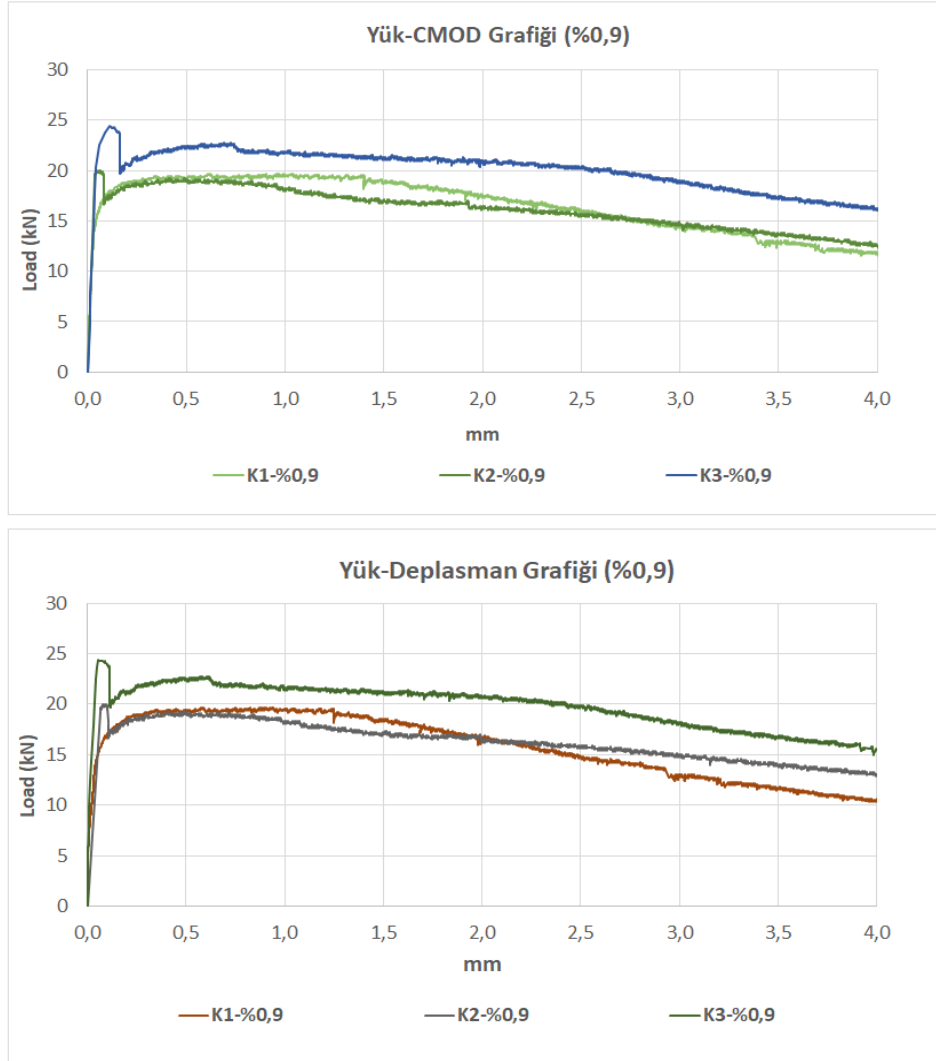 Yük-CMOD Grafiği (%0,9)
30
25
20
15
10
5
0
Load (kN)
0,0 0,5 1,0 1,5 2,0 2,5 3,0 3,5 4,0
mm
K1-%0,9 K2-%0,9 K3-%0,9
Yük-Deplasman Grafiği (%0,9)
30
25
20
15
10
5
0
Load (kN)
0,0 0,5 1,0 1,5 2,0 2,5 3,0 3,5 4,0
mm
K1-%0,9 K2-%0,9 K3-%0,9